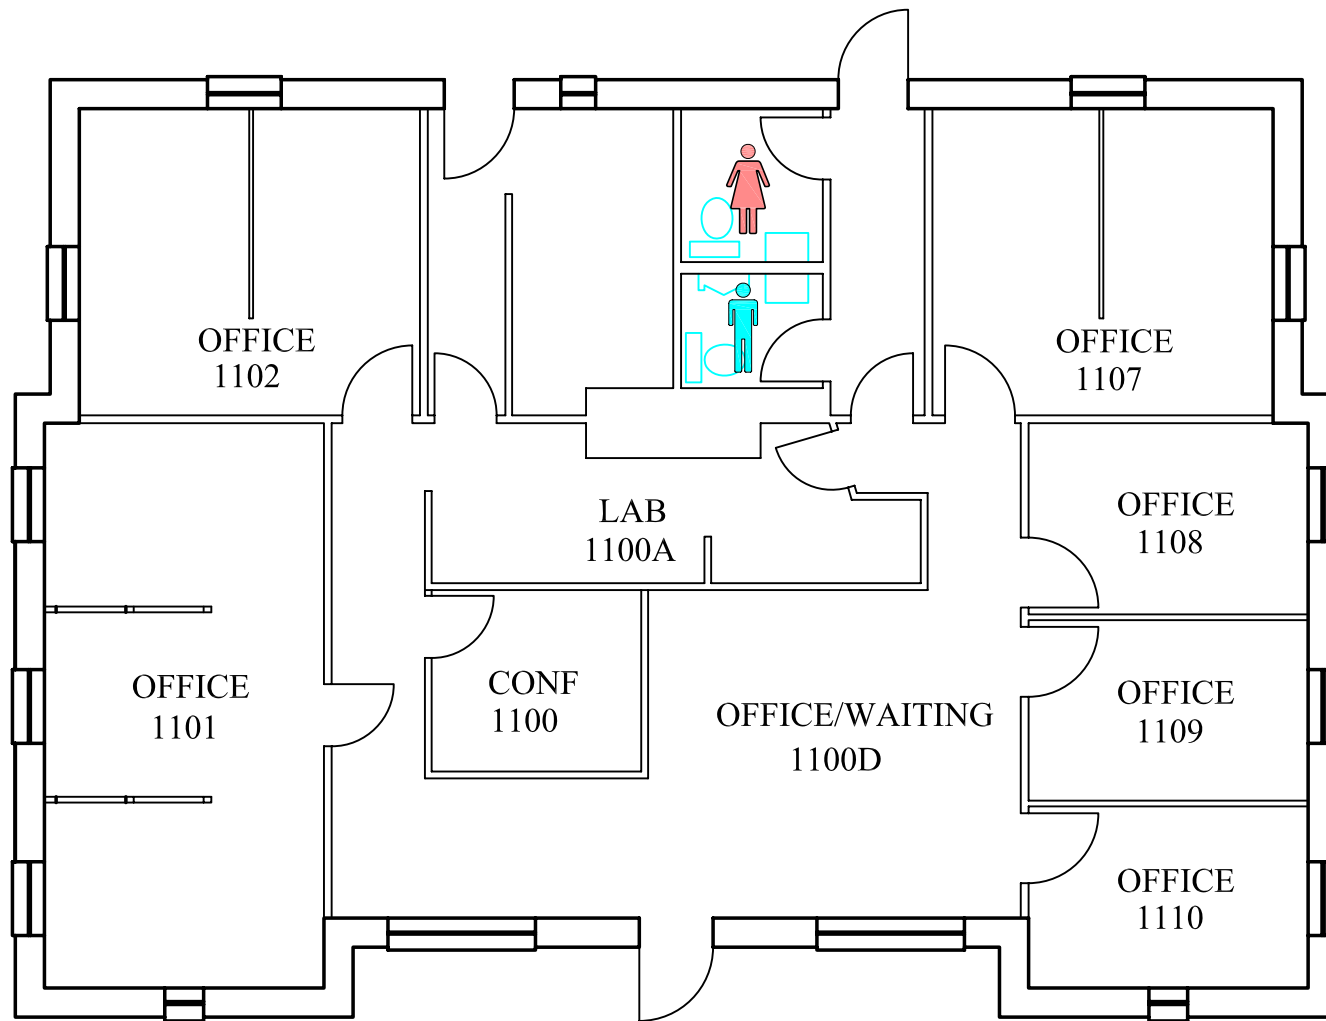 OFFICE
1102
OFFICE
1107
LAB
1100A
OFFICE
1108
OFFICE
1101
CONF
1100
OFFICE/WAITING
1100D
OFFICE
1109
OFFICE
1110